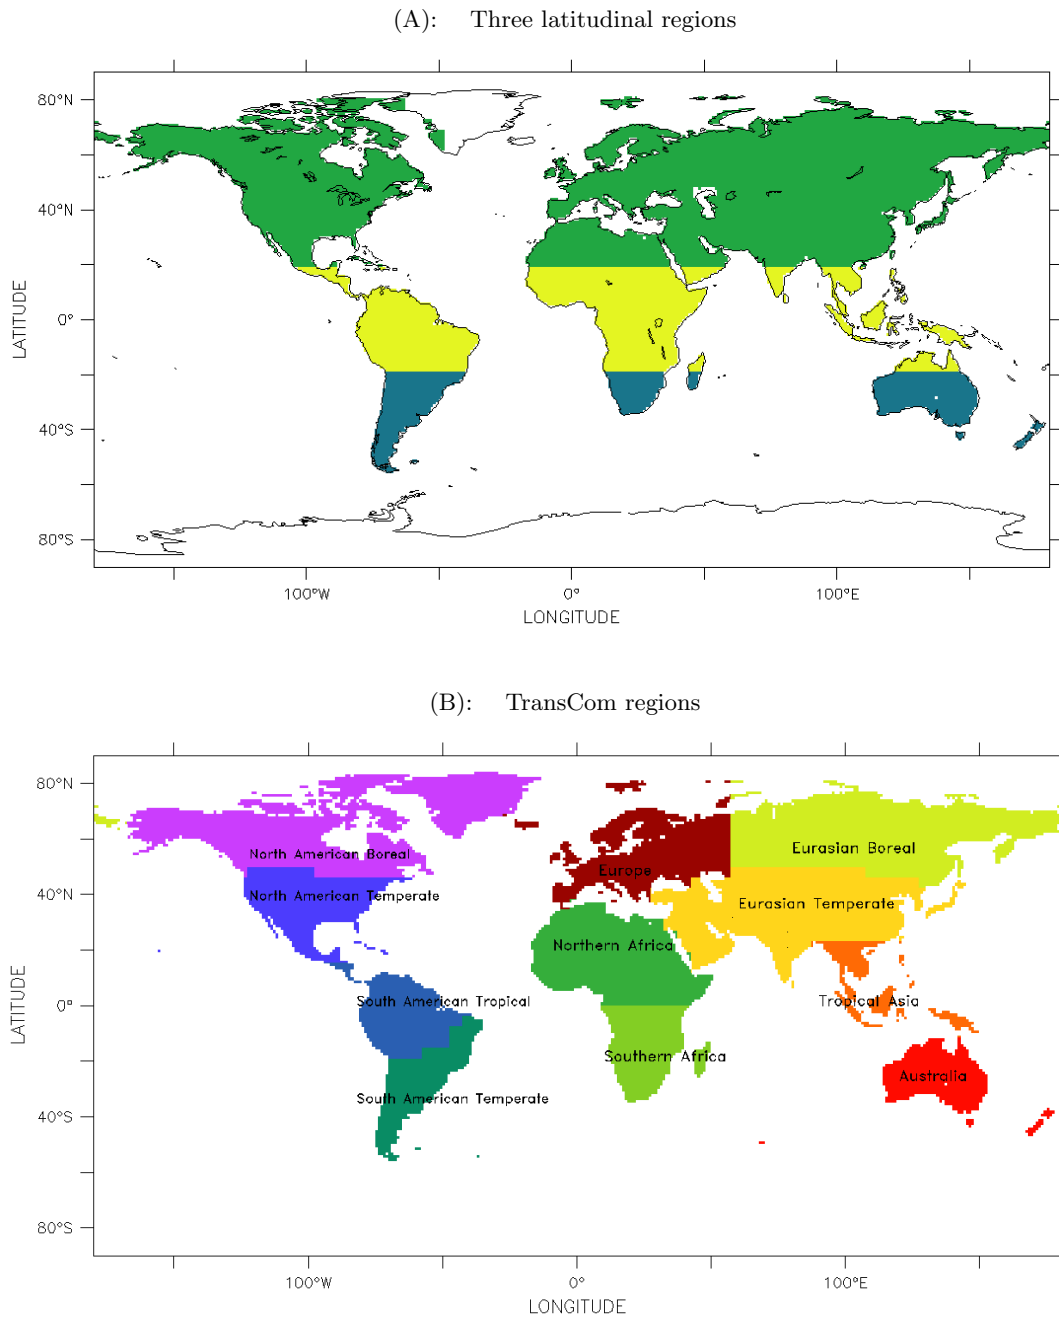 (A): Three latitudinal regions
80°N
40°N
0°
40°S
80°S
LATITUDE
100°W 0° 100°E
LONGITUDE
(B): TransCom regions
80°N
40°N
0°
40°S
80°S
LATITUDE
North American Boreal
North American Temperate
Europe
Eurasian Boreal
Eurasian Temperate
Northern Africa
South American Tropical
Tropical Asia
Southern Africa
Australia
South American Temperate
100°W 0° 100°E
LONGITUDE